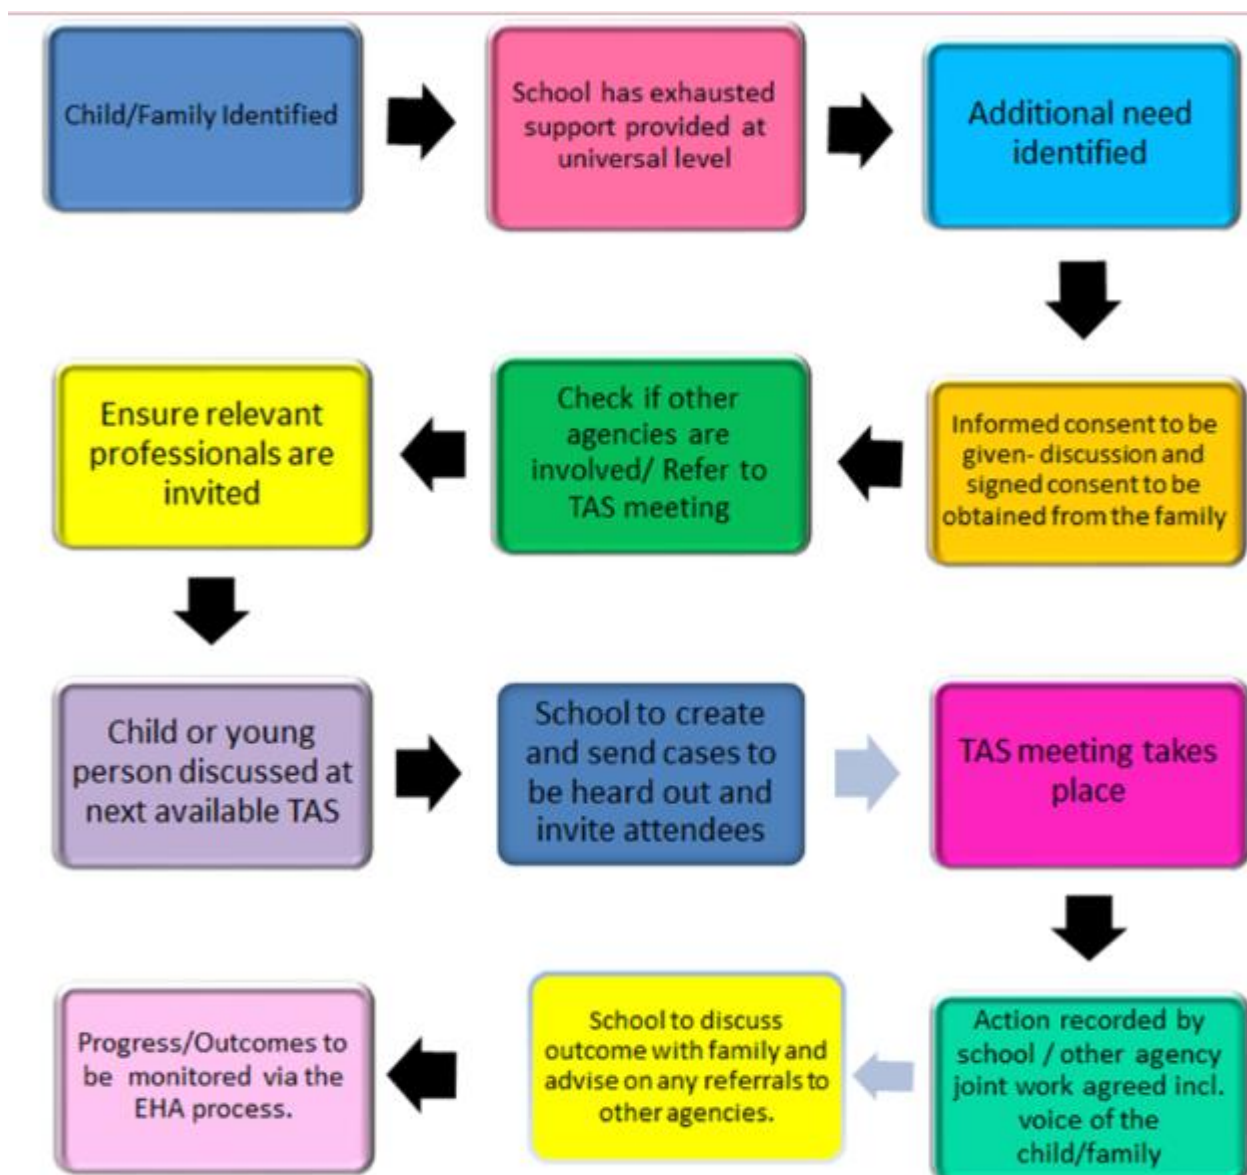 Child/Family Identified
School has exhausted
support provided at
universal level
Additional need
identified
Informed consent to be
given- discussion and
signed consent to be
obtained from the family
Check if other
agencies are
involved/ Refer to
TAS meeting
Ensure relevant
professionals are
invited
Child or young
person discussed at
next available TAS
School to create
and send cases to
be heard out and
invite attendees
TAS meeting takes
place
Action recorded by
school / other agency
joint work agreed incl.
voice of the
child/family
School to discuss
outcome with family and
advise on any referrals to
other agencies.
Progress/Outcomes to
be monitored via the
EHA process.